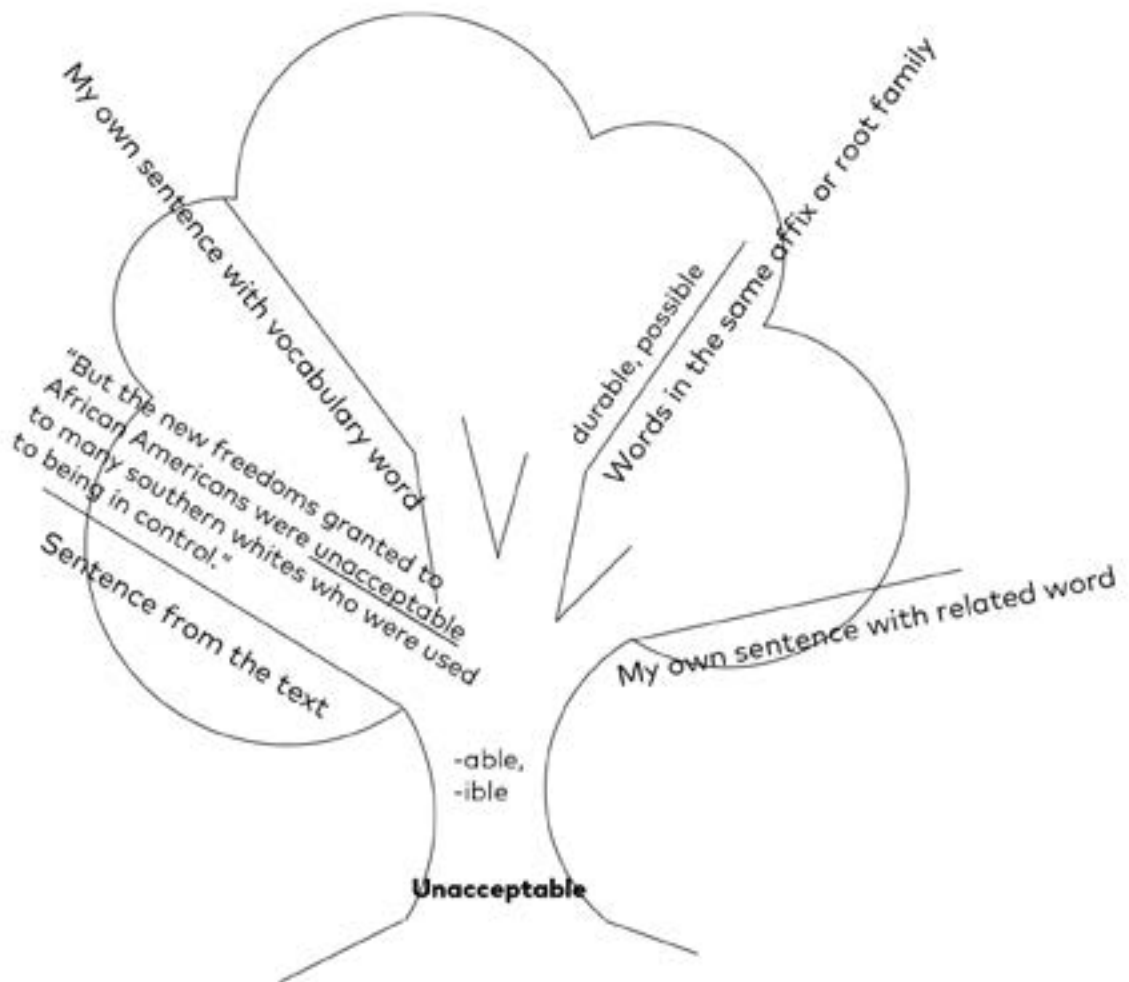 My own sentence with vocabulary word
durable, possible
Words in the same affix or root family
“But the new freedoms granted to
African Americans were unacceptable
to many southern whites who were used
to being in control.”
Sentence from the text
My own sentence with related word
-able,
-ible
Unacceptable